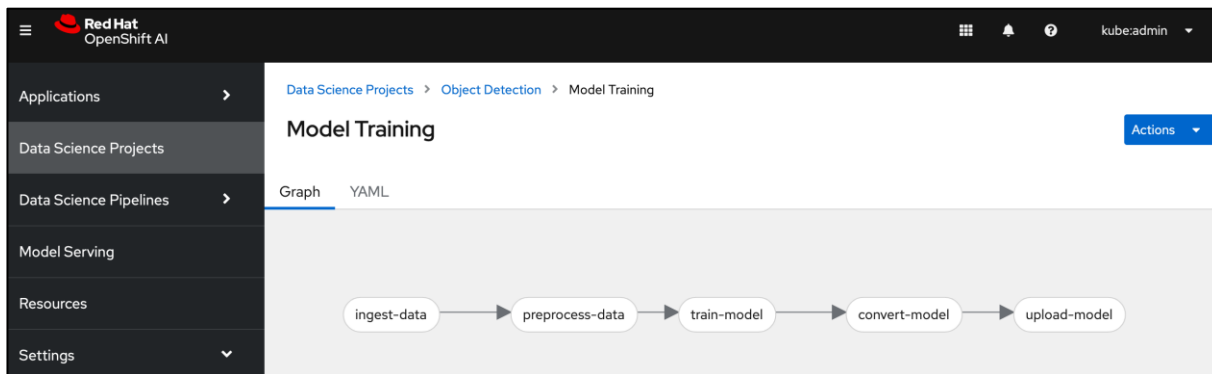 Red Hat
OpenShift AI
kube:admin
Applications
Data Science Projects
Data Science Pipelines
Model Serving
Resources
Settings
Data Science Projects > Object Detection > Model Training
Model Training
Actions
Graph YAML
ingest-data preprocess-data train-model convert-model upload-model